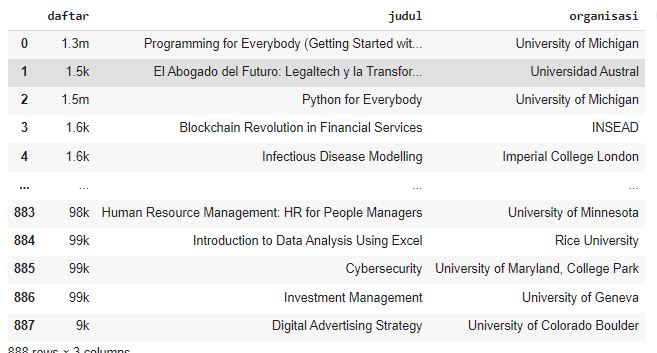 daftar judul organisasi
0 1.3m Programming for Everybody (Getting Started wit... University of Michigan
1 1.5k El Abogado del Futuro: Legaltech y la Transfor... Universidad Austral
2 1.5m Python for Everybody University of Michigan
3 1.6k Blockchain Revolution in Financial Services INSEAD
4 1.6k Infectious Disease Modelling Imperial College London
... ... ... ...
883 98k Human Resource Management: HR for People Managers University of Minnesota
884 99k Introduction to Data Analysis Using Excel Rice University
885 99k Cybersecurity University of Maryland, College Park
886 99k Investment Management University of Geneva
887 9k Digital Advertising Strategy University of Colorado Boulder
888 rows × 3 columns